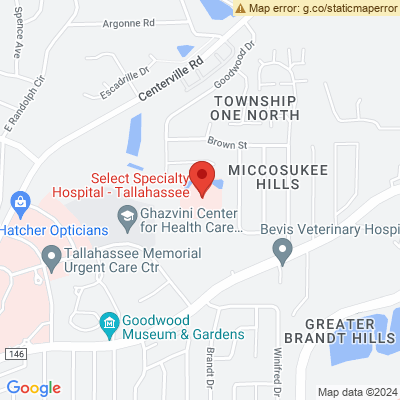 Map error: g.co/staticmaperror
Argonne Rd
Spence Ave
E Randolph Cir
Escadrille Dr
Centerville Rd
Goodwood Dr
TOWNSHIP
ONE NORTH
Brown St
Select Specialty
Hospital - Tallahassee
MICCOSUKEE
HILLS
Hatcher Opticians
Ghazvini Center
for Health Care...
Bevis Veterinary Hospi
Tallahassee Memorial
Urgent Care Ctr
Goodwood
Museum & Gardens
GREATER
BRANDT HILLS
146
Brandt Dr
Winifred Dr
Google
Map data ©2024